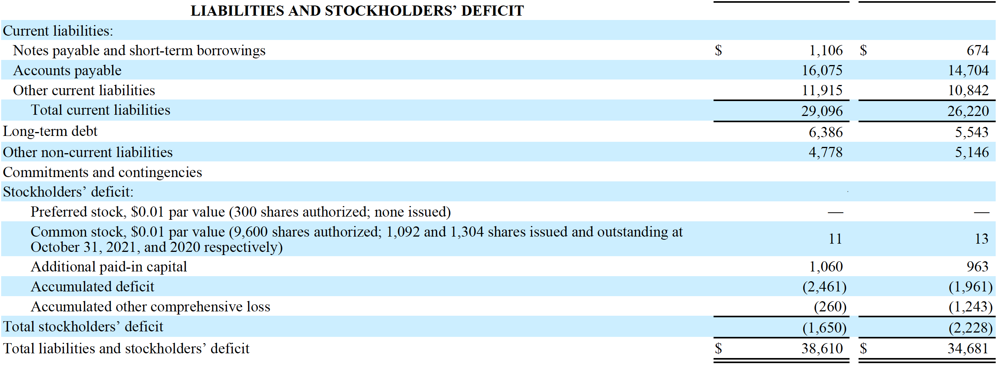 LIABILITIES AND STOCKHOLDERS’ DEFICIT
Current liabilities:
Notes payable and short-term borrowings $ 1,106 $ 674
Accounts payable 16,075 14,704
Other current liabilities 11,915 10,842
Total current liabilities 29,096 26,220
Long-term debt 6,386 5,543
Other non-current liabilities 4,778 5,146
Commitments and contingencies
Stockholders’ deficit:
Preferred stock, $0.01 par value (300 shares authorized; none issued) — —
Common stock, $0.01 par value (9,600 shares authorized; 1,092 and 1,304 shares issued and outstanding at
October 31, 2021, and 2020 respectively) 11 13
Additional paid-in capital 1,060 963
Accumulated deficit (2,461) (1,961)
Accumulated other comprehensive loss (260) (1,243)
Total stockholders’ deficit (1,650) (2,228)
Total liabilities and stockholders’ deficit $ 38,610 $ 34,681